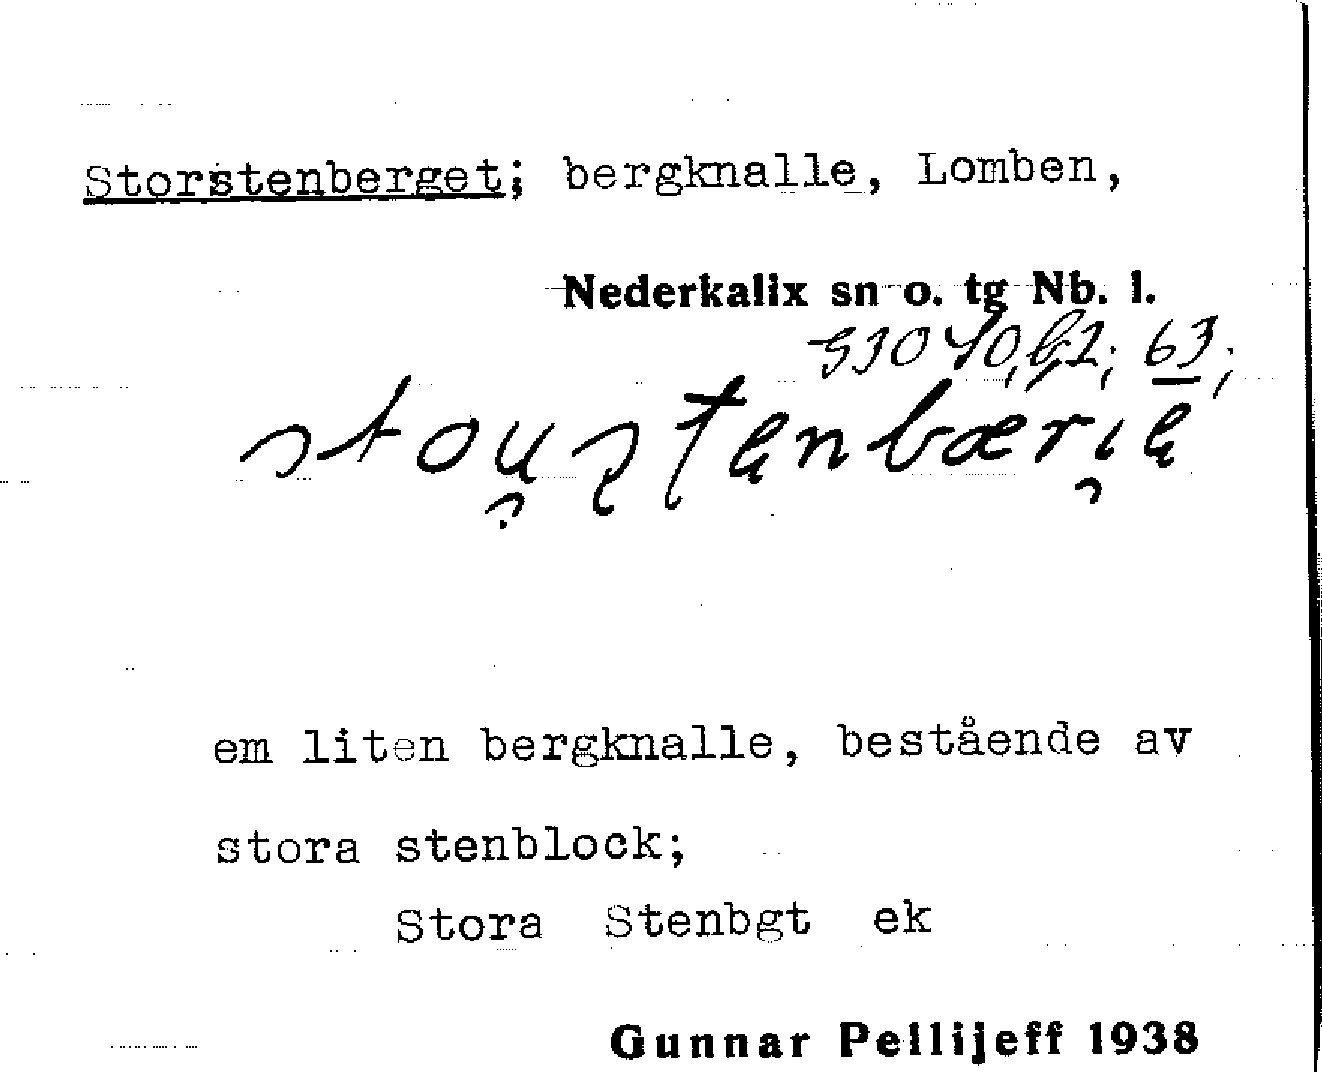 Storstenberget; bergknalle, Lomben,
Nederkalix sn o. tg Nb. l.
63;
em liten bergknalle, bestående av
stora stenblock;
Stora Stenbgt ek
Gunnar Pellijeff 1938